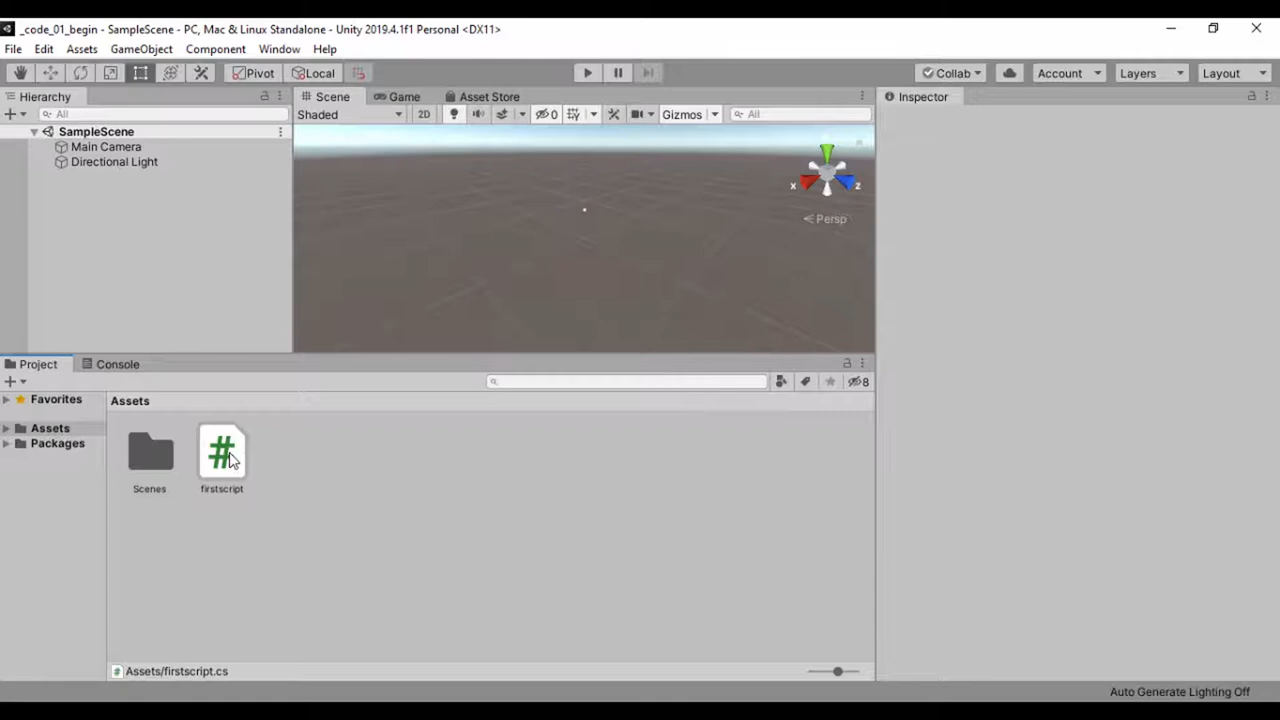 _code_01_begin - SampleScene - PC, Mac & Linux Standalone - Unity 2019.4.1f1 Personal <DX11>
File Edit Assets GameObject Component Window Help
Pivot Local Collab Account Layers Layout
Hierarchy Scene Game Asset Store Inspector
All Shaded 2D 0 Gizmos All
SampleScene
Main Camera
Directional Light
x z
Persp
Project Console
8
Favorites Assets
Assets
Packages
Scenes firstscript
Assets/firstscript.cs
Auto Generate Lighting Off